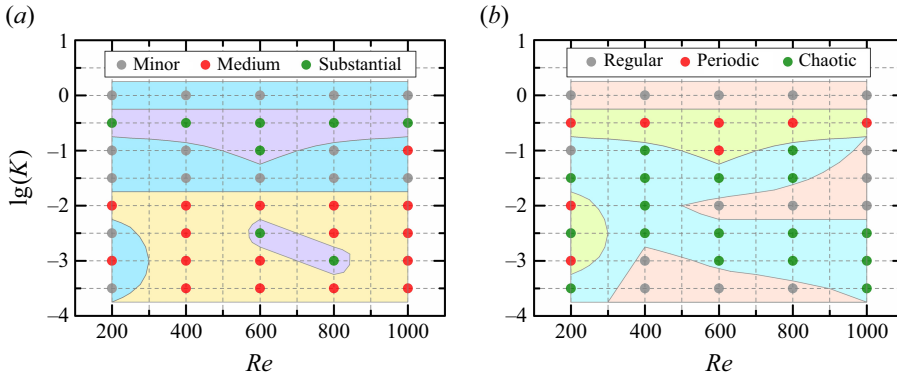 (a)
(b)
1
0
–1
–2
–3
–4
lg(K)
Minor Medium Substantial
200 400 600 800 1000
Re
1
0
–1
–2
–3
–4
Regular Periodic Chaotic
200 400 600 800 1000
Re